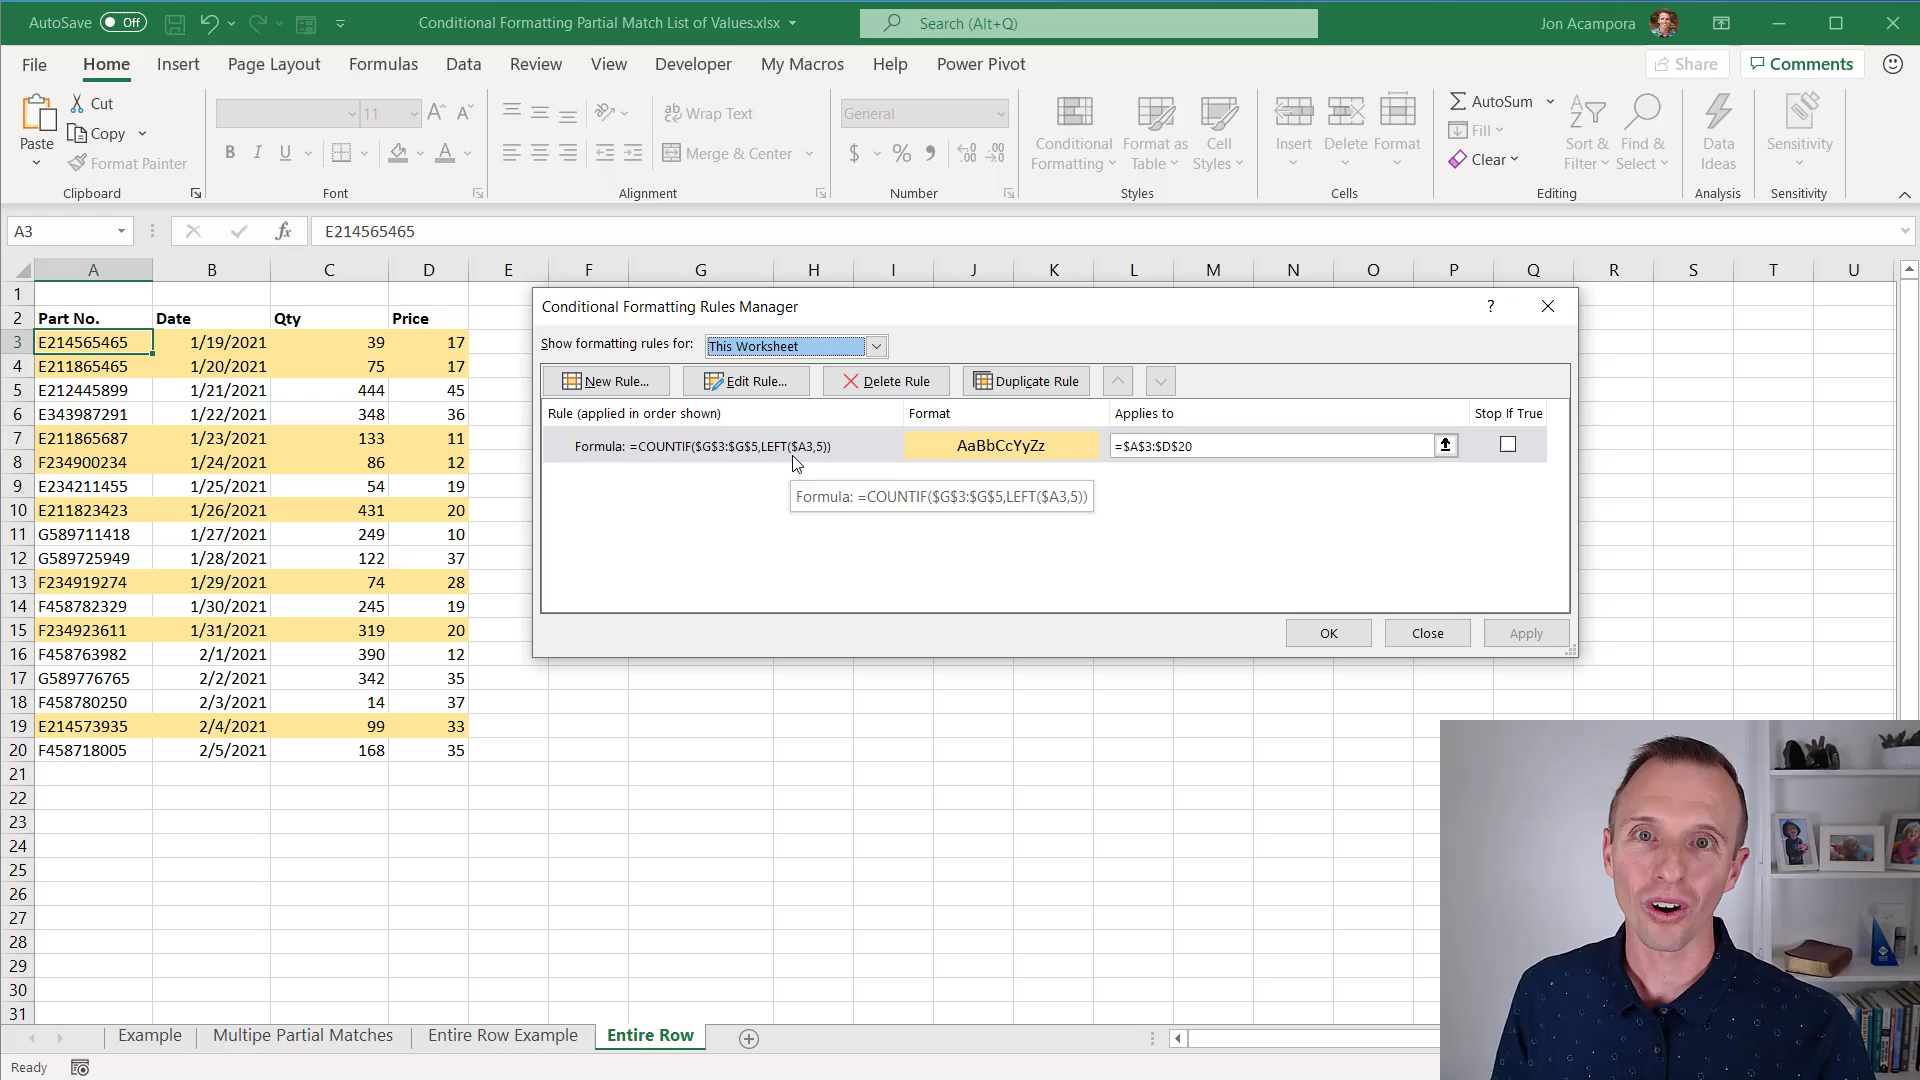 AutoSave Off
Conditional Formatting Partial Match List of Values.xlsx
Search (Alt+Q)
Jon Acampora
File Home Insert Page Layout Formulas Data Review View Developer My Macros Help Power Pivot
Share Comments
Paste
Cut
Copy
Format Painter
Clipboard
11
B I U
Font
Wrap Text
Merge & Center
Alignment
General
$ % ,
Number
Conditional Formatting
Format as Table
Cell Styles
Styles
Insert Delete Format
Cells
AutoSum
Fill
Clear
Sort & Filter
Find & Select
Editing
Data Ideas
Analysis
Sensitivity
Sensitivity
A3 fx E214565465
A B C D E F G H I J K L M N O P Q R S T U
1
2 Part No. Date Qty Price
3 E214565465 1/19/2021 39 17
4 E211865465 1/20/2021 75 17
5 E212445899 1/21/2021 444 45
6 E343987291 1/22/2021 348 36
7 E211865687 1/23/2021 133 11
8 F234900234 1/24/2021 86 12
9 E234211455 1/25/2021 54 19
10 E211823423 1/26/2021 431 20
11 G589711418 1/27/2021 249 10
12 G589725949 1/28/2021 122 37
13 F234919274 1/29/2021 74 28
14 F458782329 1/30/2021 245 19
15 F234923611 1/31/2021 319 20
16 F458763982 2/1/2021 390 12
17 G589776765 2/2/2021 342 35
18 F458780250 2/3/2021 14 37
19 E214573935 2/4/2021 99 33
20 F458718005 2/5/2021 168 35
21
22
23
24
25
26
27
28
29
30
31
Conditional Formatting Rules Manager ?
Show formatting rules for: This Worksheet
New Rule... Edit Rule... Delete Rule Duplicate Rule
Rule (applied in order shown) Format Applies to Stop If True
Formula: =COUNTIF($G$3:$G$5,LEFT($A3,5)) AaBbCcYyZz =$A$3:$D$20
Formula: =COUNTIF($G$3:$G$5,LEFT($A3,5))
OK Close Apply
Example Multipe Partial Matches Entire Row Example Entire Row
Ready